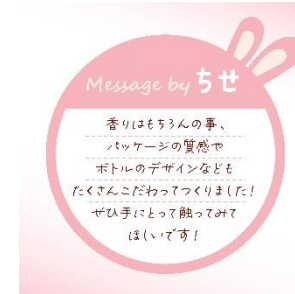 Message by ちせ
香りはもちろんの事、
パッケージの質感や
ボトルのデザインなども
たくさんこだわってつくりました!
ぜひ手にとって触ってみて
ほしいです!